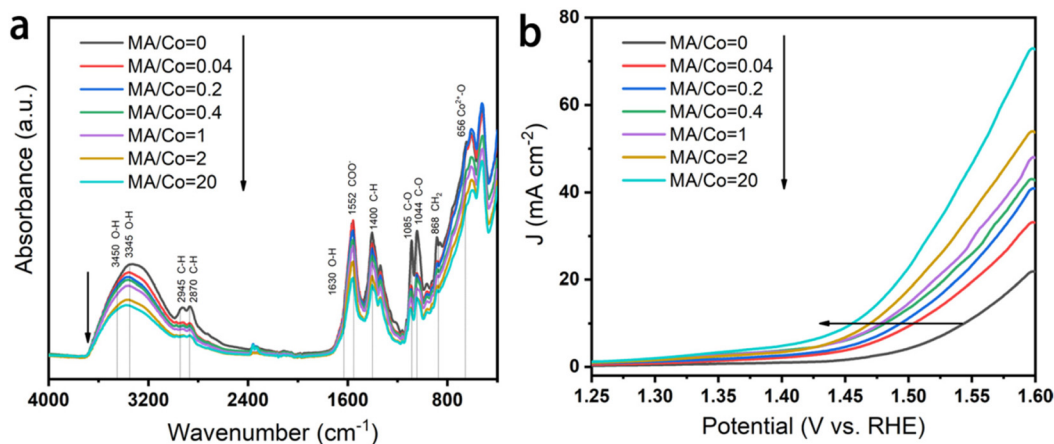 a
MA/Co=0
MA/Co=0.04
MA/Co=0.2
MA/Co=0.4
MA/Co=1
MA/Co=2
MA/Co=20
3450 O-H
3345 O-H
2945 C-H
2870 C-H
1630 O-H
1552 COO⁻
1400 C-H
1085 C-O
1044 C-O
868 CH₂
656 Co²⁺-O
Absorbance (a.u.)
4000 3200 2400 1600 800
Wavenumber (cm⁻¹)
b
MA/Co=0
MA/Co=0.04
MA/Co=0.2
MA/Co=0.4
MA/Co=1
MA/Co=2
MA/Co=20
J (mA cm⁻²)
80
60
40
20
0
1.25 1.30 1.35 1.40 1.45 1.50 1.55 1.60
Potential (V vs. RHE)